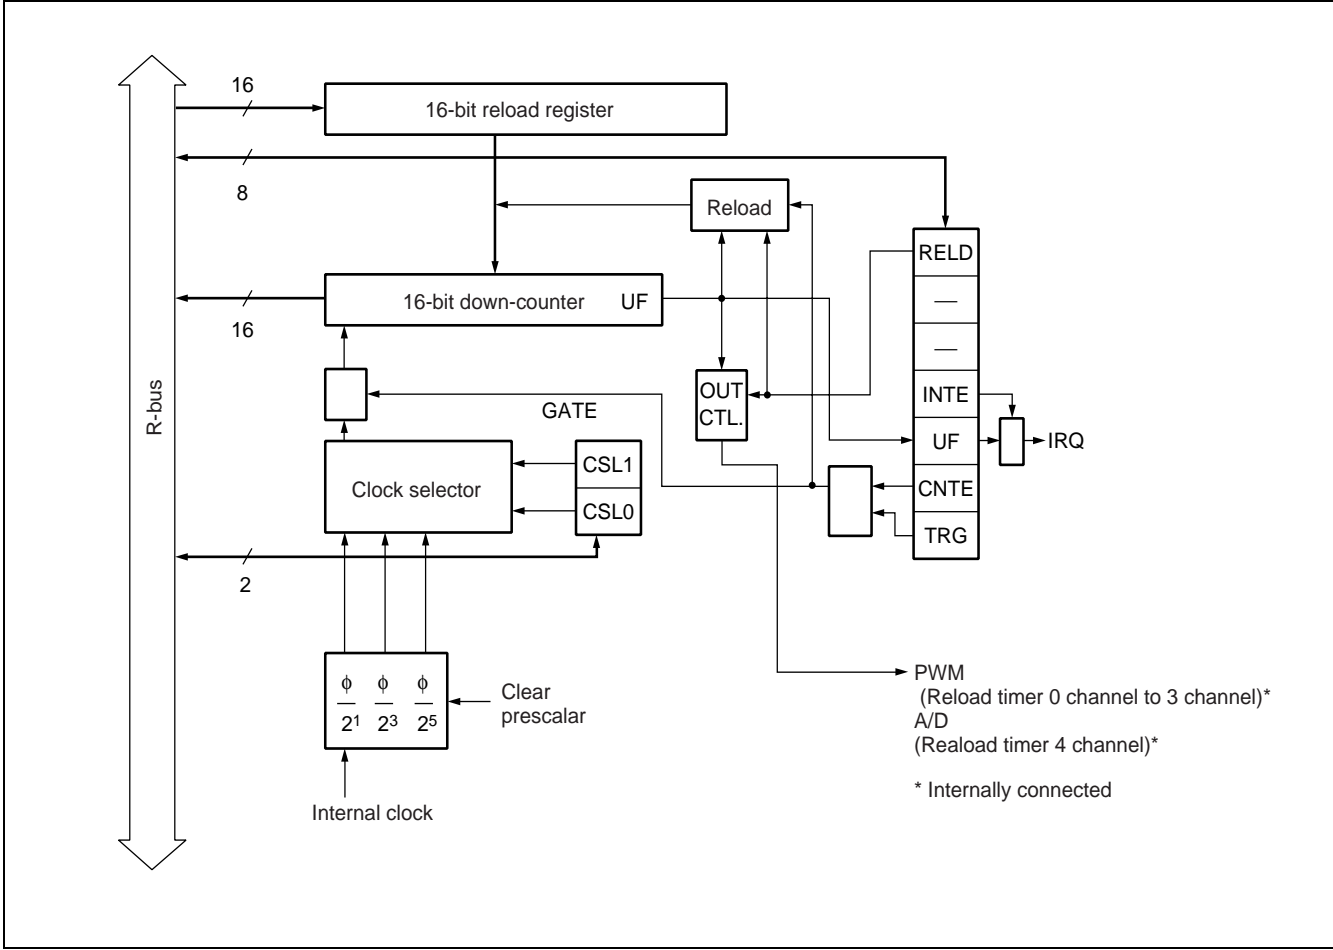 16
16-bit reload register
8
Reload
RELD
—
—
16-bit down-counter UF
16
R-bus
INTE
OUT
CTL.
GATE
UF
IRQ
CSL1
Clock selector
CNTE
CSL0
TRG
2
ϕ ϕ ϕ
2¹ 2³ 2⁵
Clear
prescalar
Internal clock
PWM
(Reload timer 0 channel to 3 channel)*
A/D
(Reaload timer 4 channel)*
* Internally connected